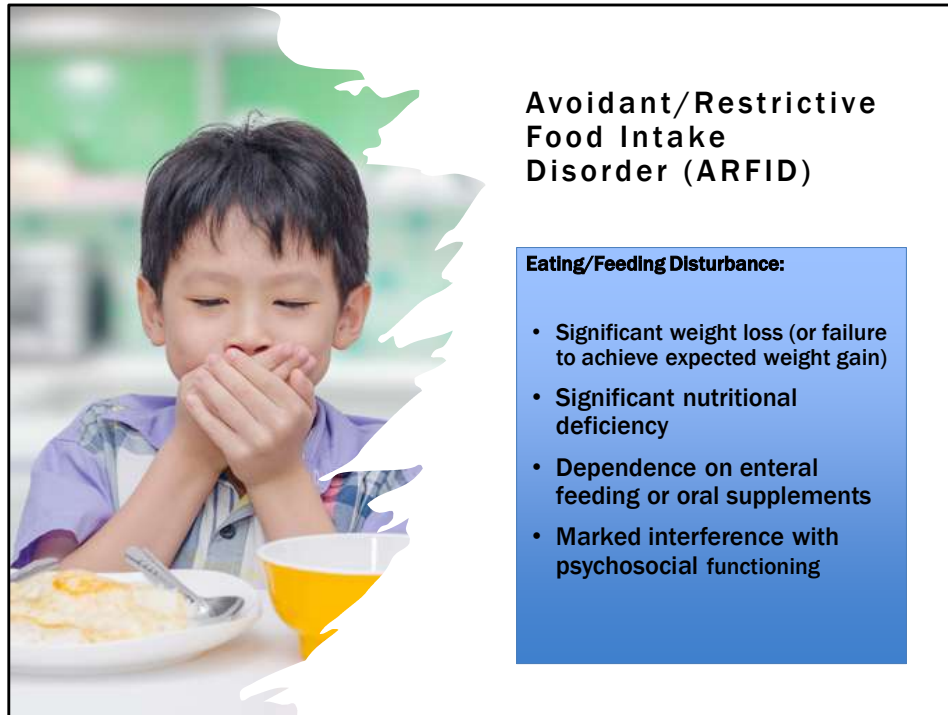 Avoidant/Restrictive
Food Intake
Disorder (ARFID)
Eating/Feeding Disturbance:
• Significant weight loss (or failure
to achieve expected weight gain)
• Significant nutritional
deficiency
• Dependence on enteral
feeding or oral supplements
• Marked interference with
psychosocial functioning